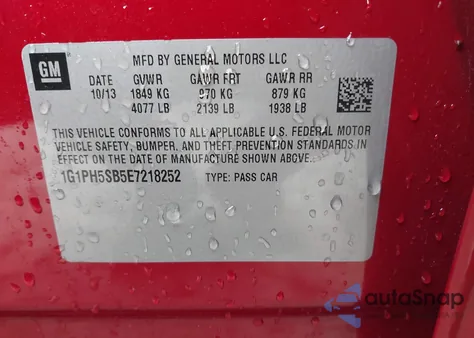 GM
MFD BY GENERAL MOTORS LLC
DATE GVWR GAWR FRT GAWR RR
10/13 1849 KG 970 KG 879 KG
4077 LB 2139 LB 1938 LB
THIS VEHICLE CONFORMS TO ALL APPLICABLE U.S. FEDERAL MOTOR
VEHICLE SAFETY, BUMPER, AND THEFT PREVENTION STANDARDS IN
EFFECT ON THE DATE OF MANUFACTURE SHOWN ABOVE.
1G1PH5SB5E7218252 TYPE: PASS CAR
autoSnap